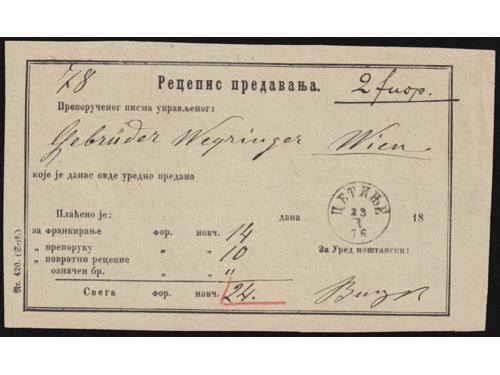 78 Рецепис предавања. 2 фиор.
Препорученог писма управљеног:
Gebrüder Weyringer Wien
које је данас овде уредно предано
Плаћено је: дана ЦЕТИЊЕ 23 76 18
за франкирање фор. новч. 14
„ препоруку „ „ 10 За Уред поштански:
„ повратни рецепис
означен бр. „ „ „
Свега фор. новч. 24.
Nr. 420. (Срп.)